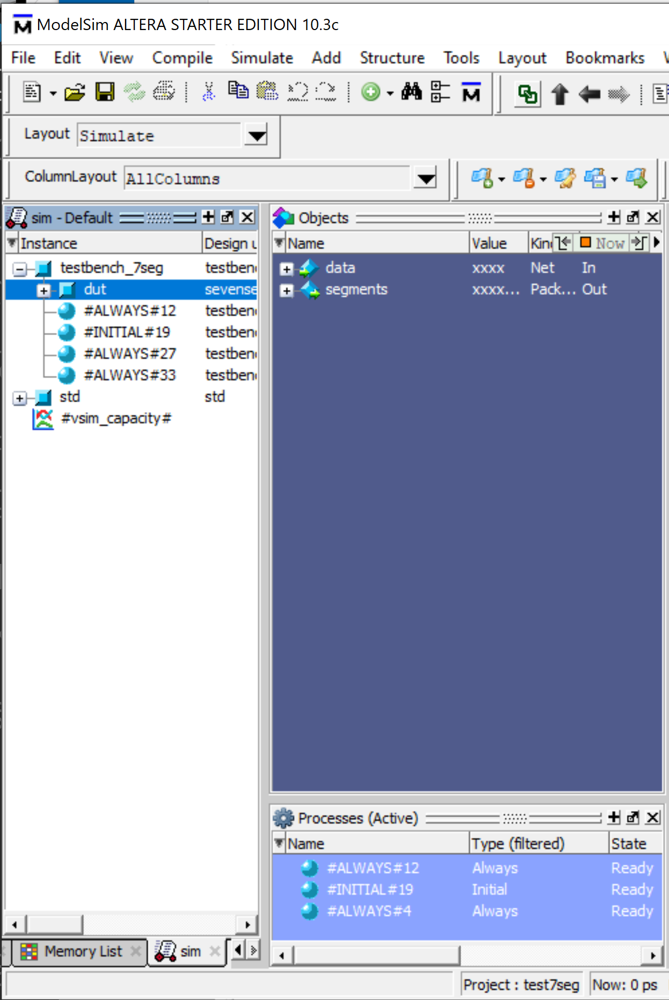 ModelSim ALTERA STARTER EDITION 10.3c
File Edit View Compile Simulate Add Structure Tools Layout Bookmarks
Layout Simulate
ColumnLayout AllColumns
sim - Default
Instance Design u
testbench_7seg testben
dut sevense
#ALWAYS#12 testben
#INITIAL#19 testben
#ALWAYS#27 testben
#ALWAYS#33 testben
std std
#vsim_capacity#
Objects
Name Value Kin Now
data xxxx Net In
segments xxxx... Pack... Out
Processes (Active)
Name Type (filtered) State
#ALWAYS#12 Always Ready
#INITIAL#19 Initial Ready
#ALWAYS#4 Always Ready
Memory List sim
Project : test7seg Now: 0 ps